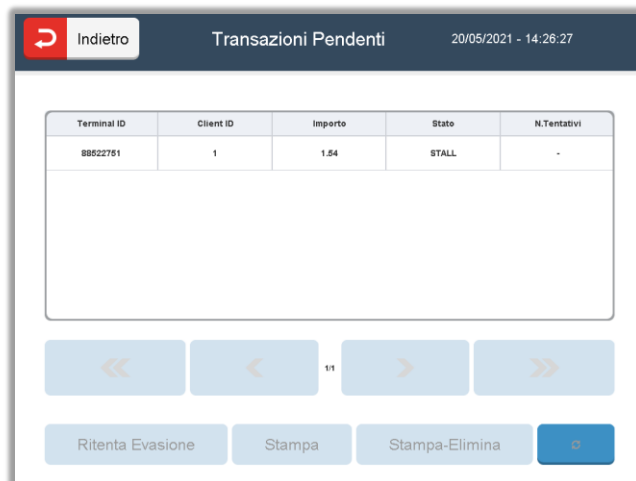 Indietro
Transazioni Pendenti
20/05/2021 - 14:26:27
Terminal ID Client ID Importo Stato N.Tentativi
88522751 1 1.54 STALL -
1/1
Ritenta Evasione
Stampa
Stampa-Elimina